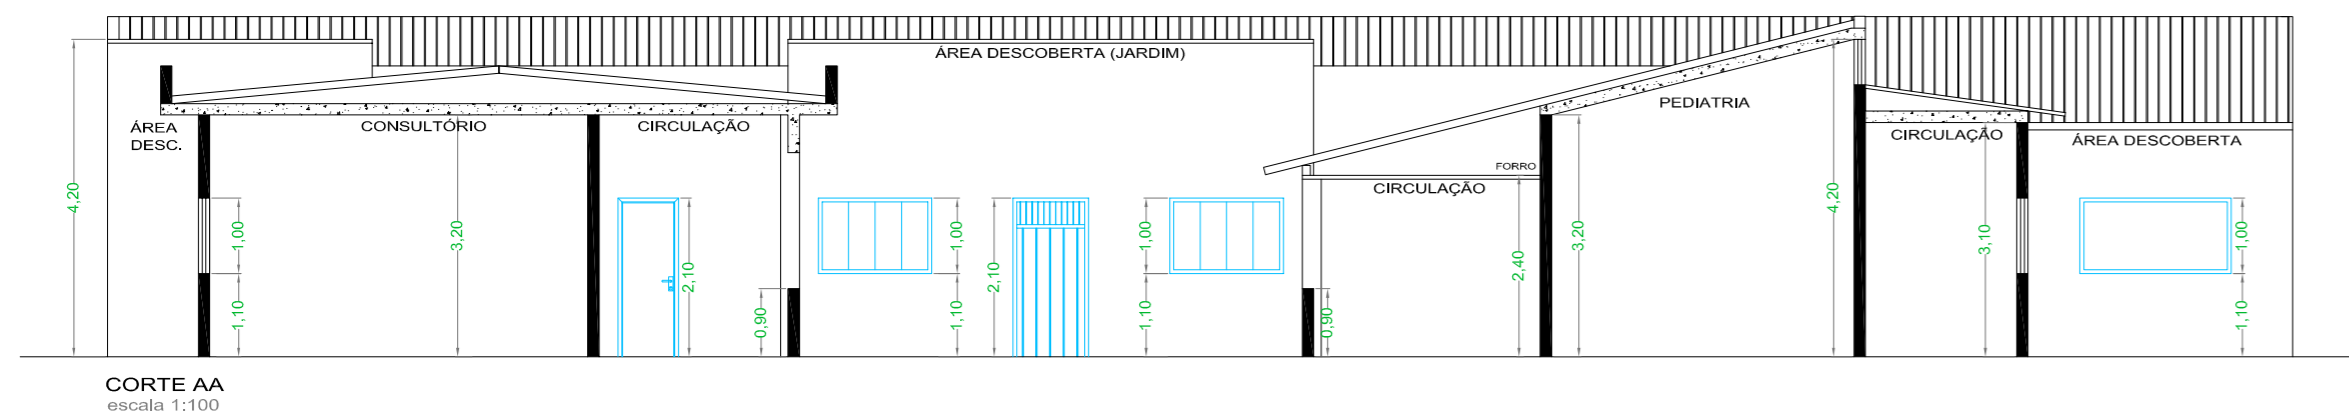 ÁREA DESCOBERTA (JARDIM)
PEDIATRIA
ÁREA
DESC.
CONSULTÓRIO
CIRCULAÇÃO
CIRCULAÇÃO
ÁREA DESCOBERTA
FORRO
CIRCULAÇÃO
4,20
1,00
1,10
3,20
2,10
0,90
1,00
1,10
2,10
1,00
1,10
0,90
2,40
3,20
4,20
3,10
1,00
1,10
CORTE AA
escala 1:100